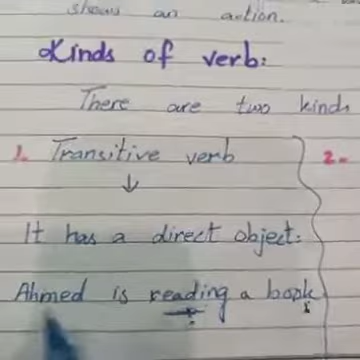 shows an action.
Kinds of verb:
There are two kinds
1. Transitive verb 2.
↓
It has a direct object:
Ahmed is reading a book